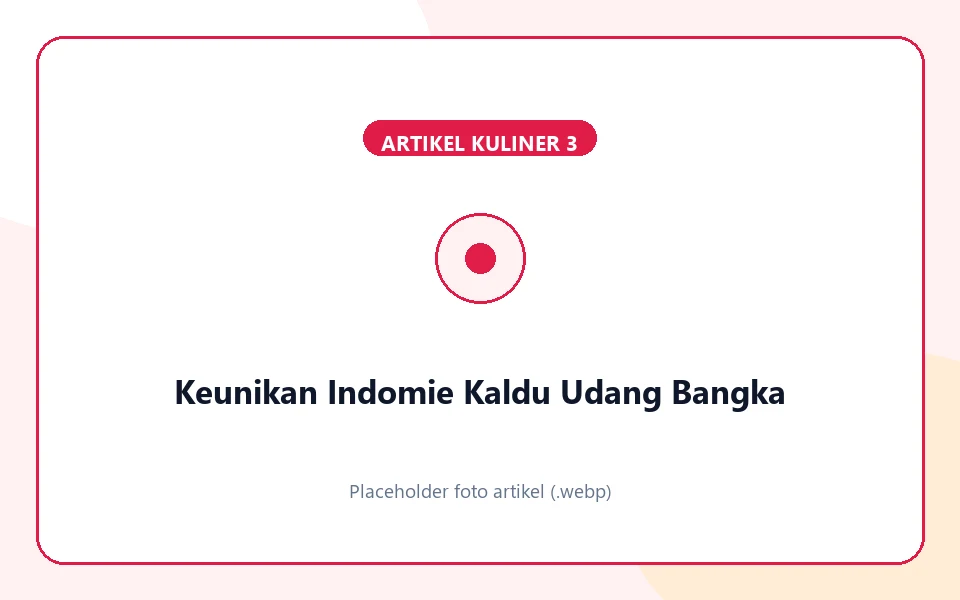 ARTIKEL KULINER 3
Keunikan Indomie Kaldu Udang Bangka
Placeholder foto artikel (.webp)